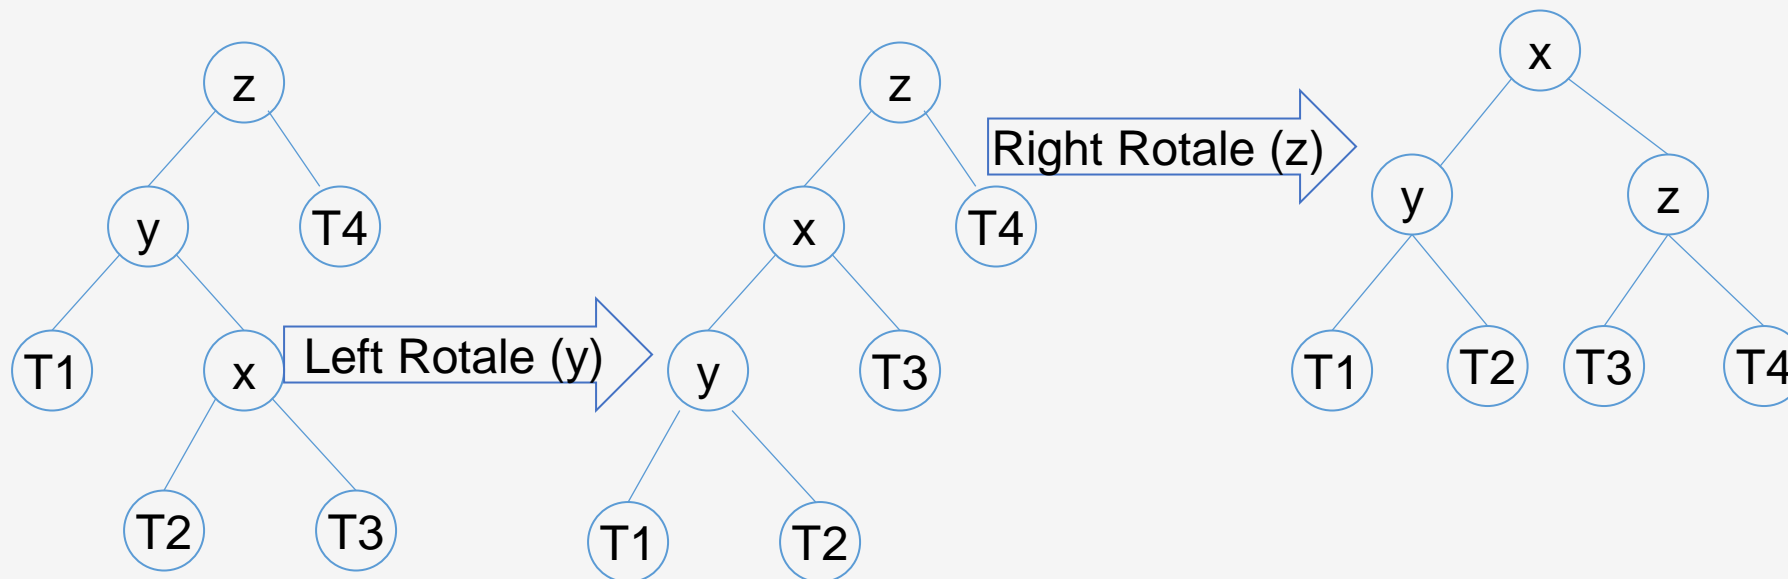 z
y
T4
T1
x
T2
T3
Left Rotale (y)
z
x
T4
y
T3
T1
T2
Right Rotale (z)
x
y
z
T1
T2
T3
T4